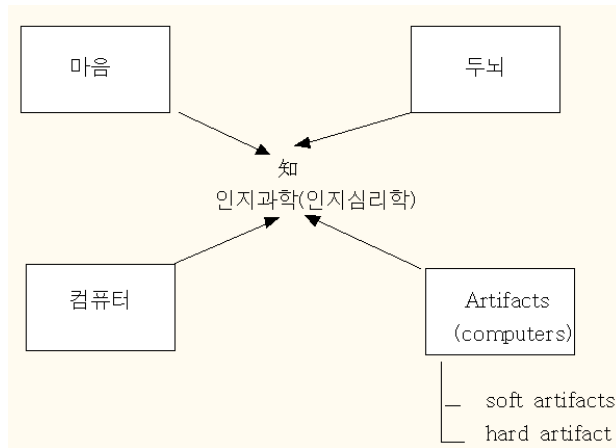 마음
두뇌
知
인지과학(인지심리학)
컴퓨터
Artifacts
(computers)
soft artifacts
hard artifact